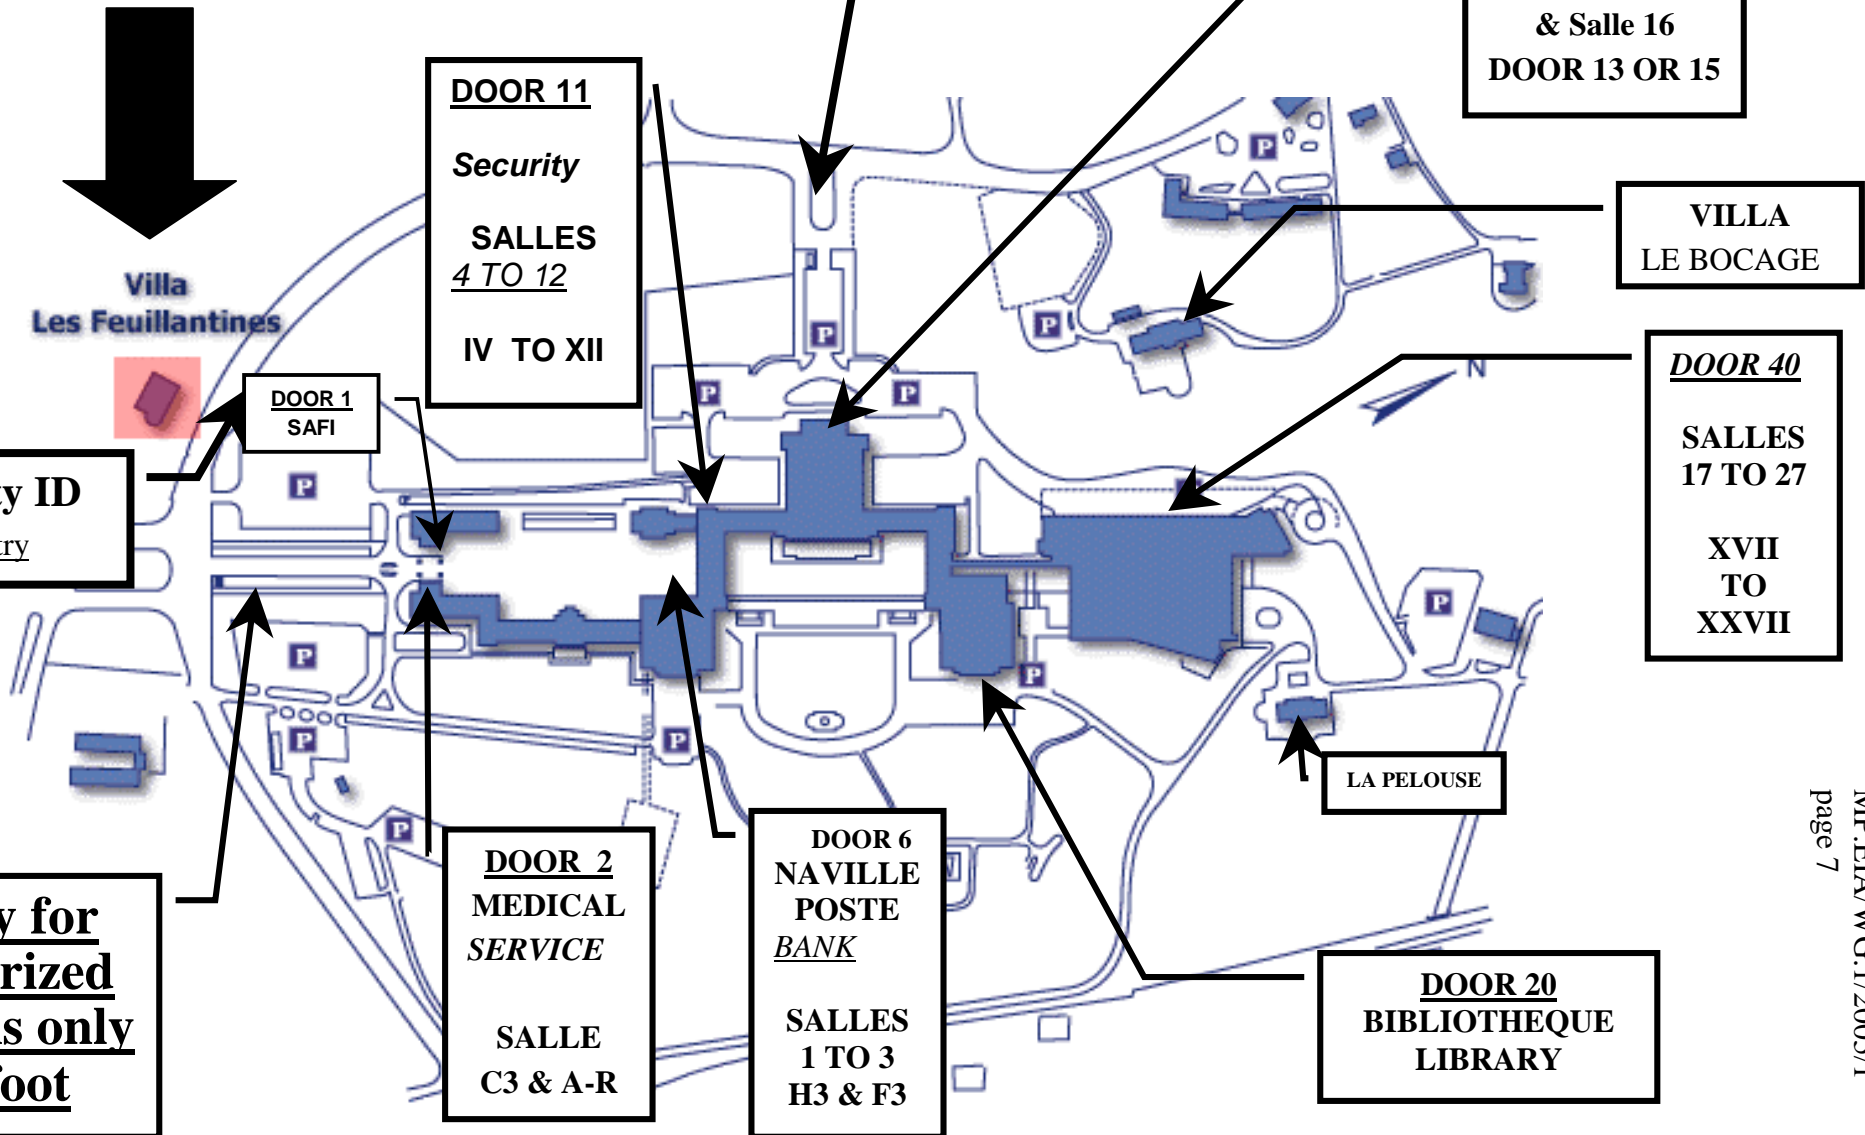 & Salle 16
DOOR 13 OR 15
DOOR 11
Security
SALLES
4 TO 12
IV TO XII
VILLA
LE BOCAGE
Villa
Les Feuillantines
DOOR 1
SAFI
N
DOOR 40
SALLES
17 TO 27
XVII
TO
XXVII
ID
P
P
P
P
P
P
P
P
P
P
P
P
P
LA PELOUSE
for
only
foot
DOOR 2
MEDICAL
SERVICE
SALLE
C3 & A-R
DOOR 6
NAVILLE
POSTE
BANK
SALLES
1 TO 3
H3 & F3
DOOR 20
BIBLIOTHEQUE
LIBRARY
page 7